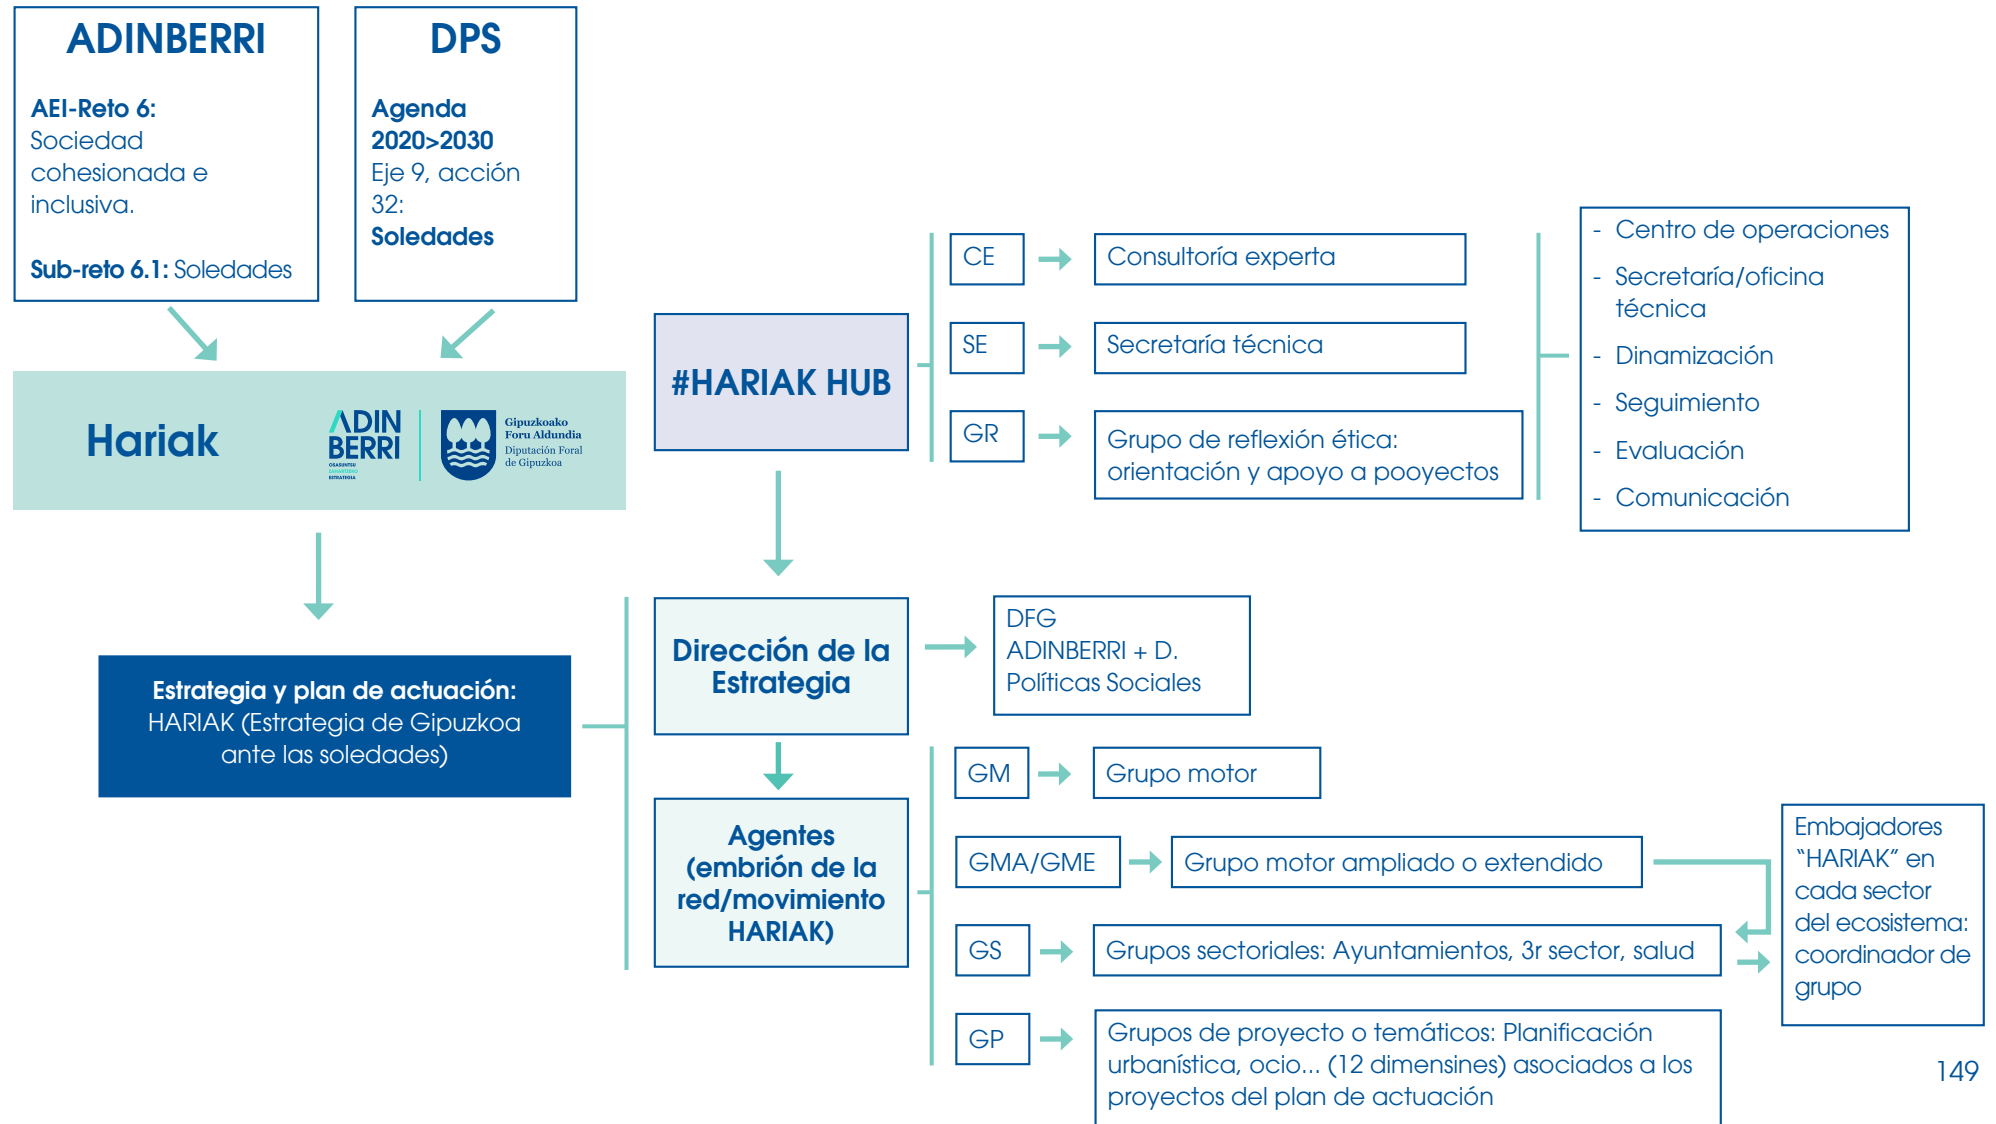 ADINBERRI
AEI-Reto 6:
Sociedad
cohesionada e
inclusiva.
Sub-reto 6.1: Soledades
DPS
Agenda
2020>2030
Eje 9, acción
32:
Soledades
Hariak
ADIN
BERRI
OSASUNTSU
ZAHARTZEKO
ESTRATEGIA
Gipuzkoako
Foru Aldundia
Diputación Foral
de Gipuzkoa
Estrategia y plan de actuación:
HARIAK (Estrategia de Gipuzkoa
ante las soledades)
#HARIAK HUB
CE
Consultoría experta
SE
Secretaría técnica
GR
Grupo de reflexión ética:
orientación y apoyo a pooyectos
- Centro de operaciones
- Secretaría/oficina
técnica
- Dinamización
- Seguimiento
- Evaluación
- Comunicación
Dirección de la
Estrategia
DFG
ADINBERRI + D.
Políticas Sociales
Agentes
(embrión de la
red/movimiento
HARIAK)
GM
Grupo motor
GMA/GME
Grupo motor ampliado o extendido
GS
Grupos sectoriales: Ayuntamientos, 3r sector, salud
GP
Grupos de proyecto o temáticos: Planificación
urbanística, ocio... (12 dimensines) asociados a los
proyectos del plan de actuación
Embajadores
“HARIAK” en
cada sector
del ecosistema:
coordinador de
grupo
149